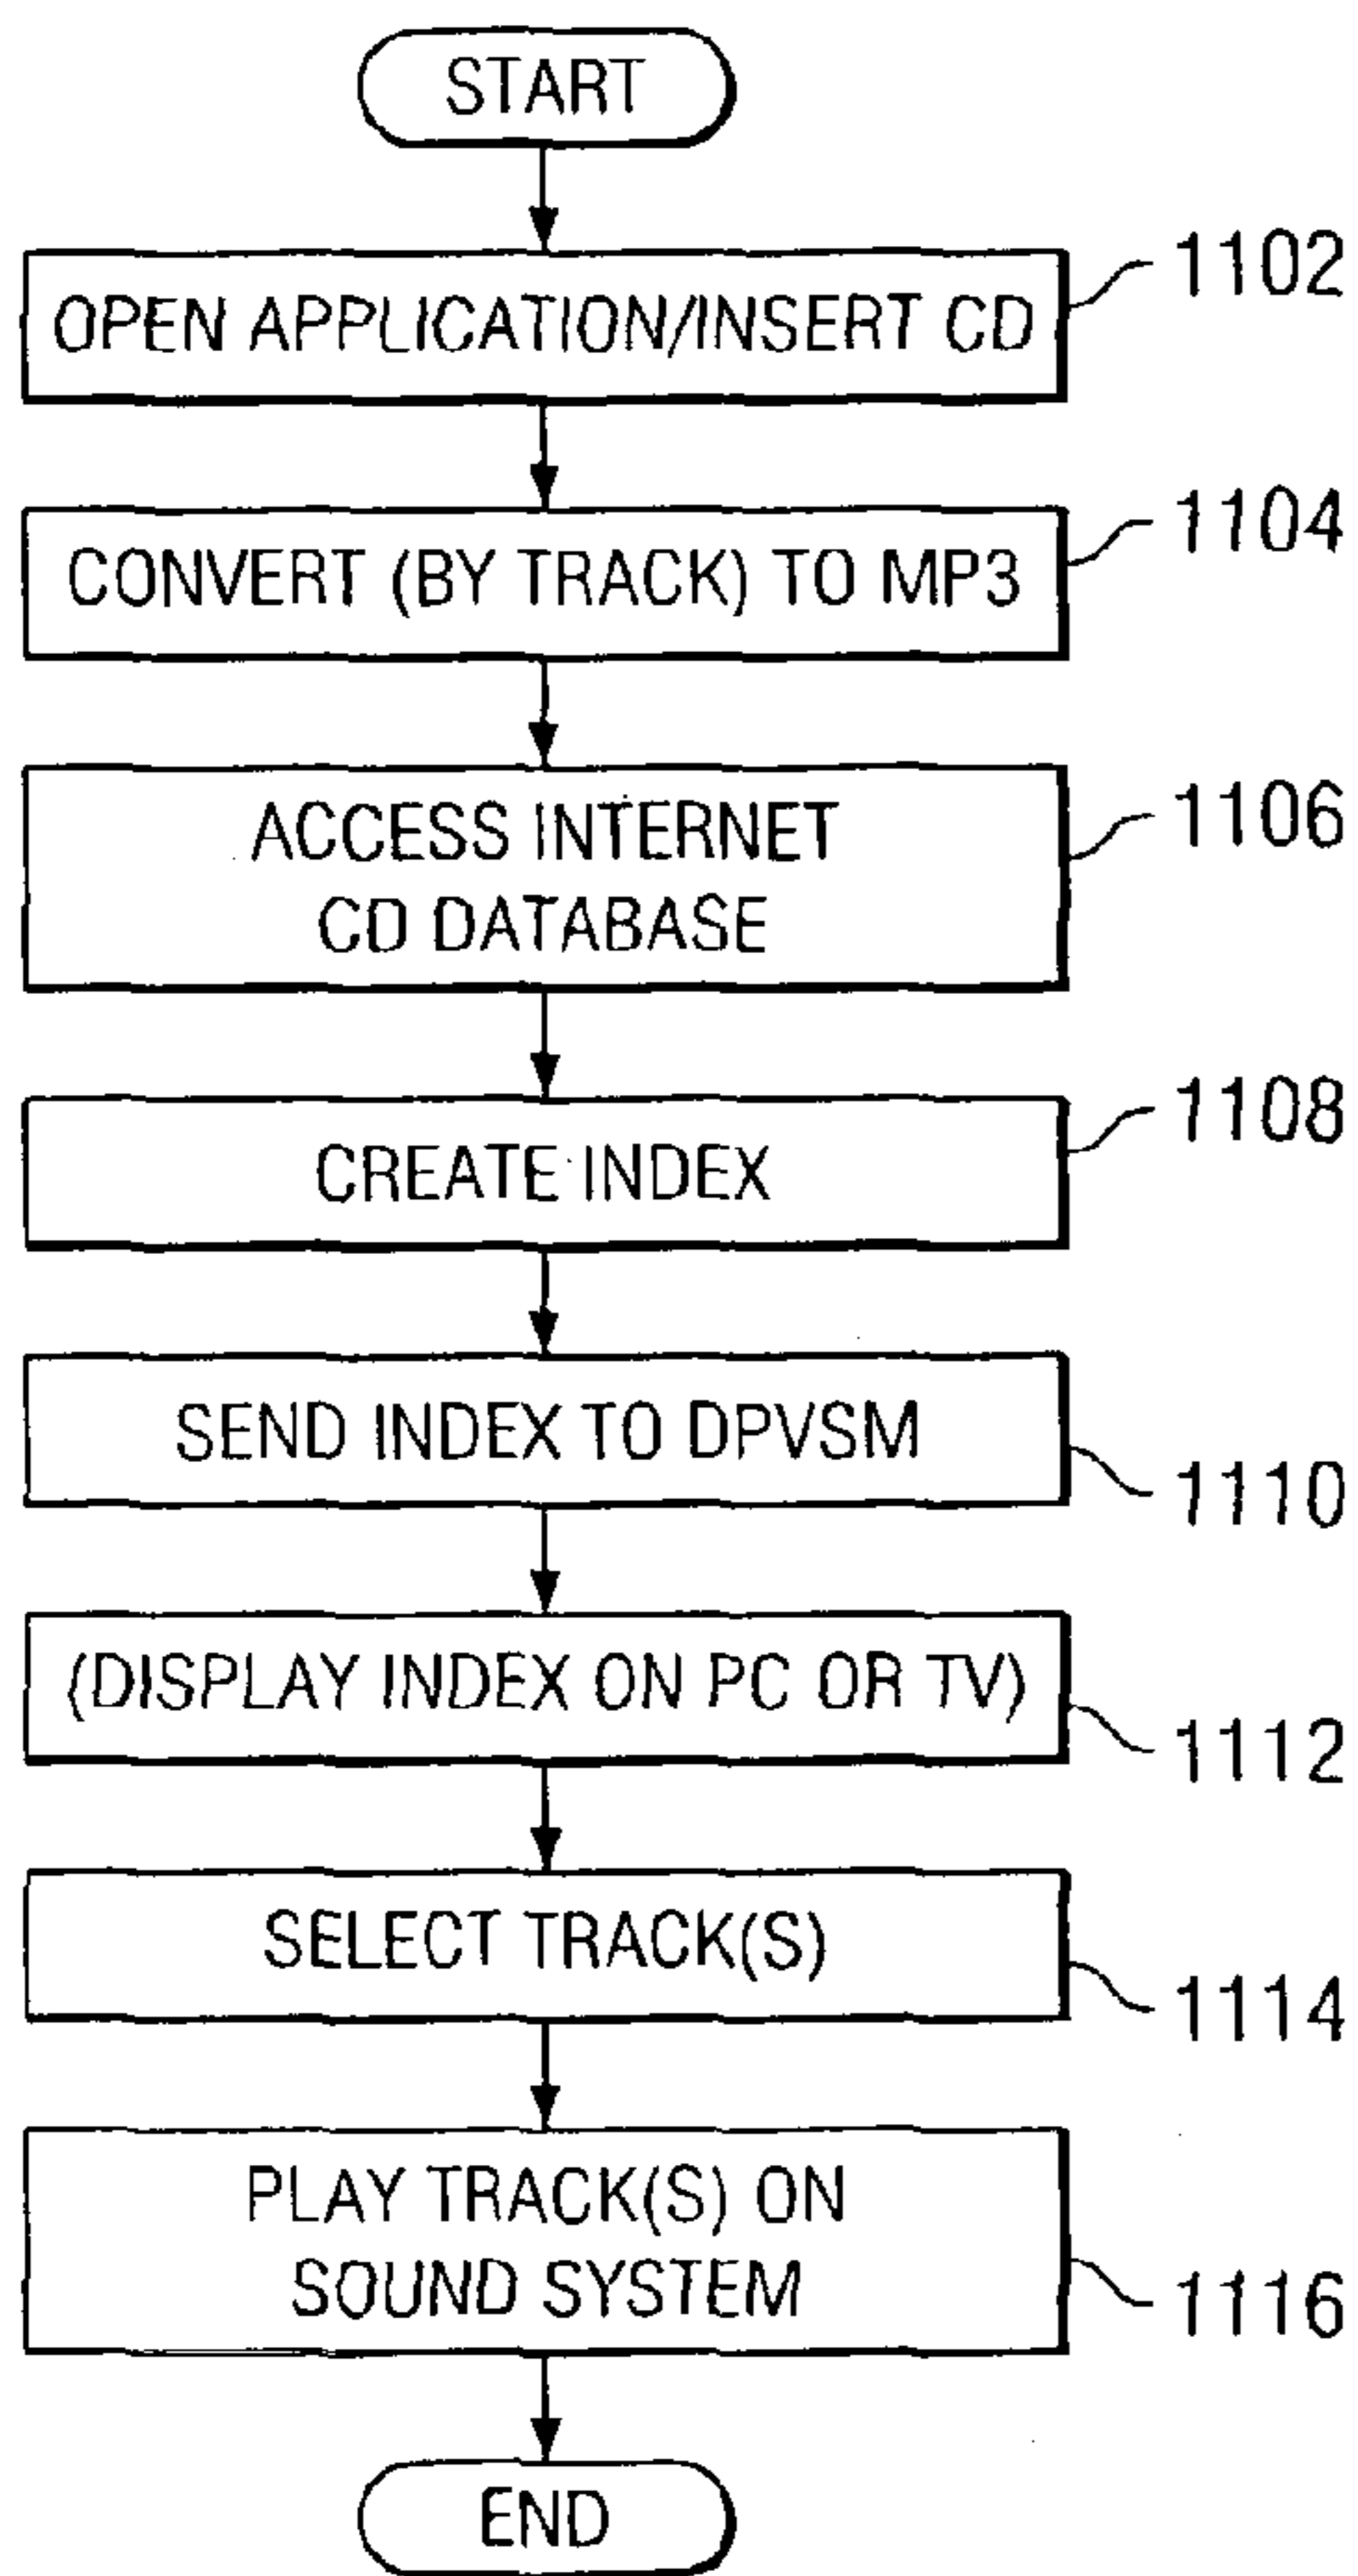 START
OPEN APPLICATION/INSERT CD
1102
CONVERT (BY TRACK) TO MP3
1104
ACCESS INTERNET
CD DATABASE
1106
CREATE INDEX
1108
SEND INDEX TO DPVSM
1110
(DISPLAY INDEX ON PC OR TV)
1112
SELECT TRACK(S)
1114
PLAY TRACK(S) ON
SOUND SYSTEM
1116
END